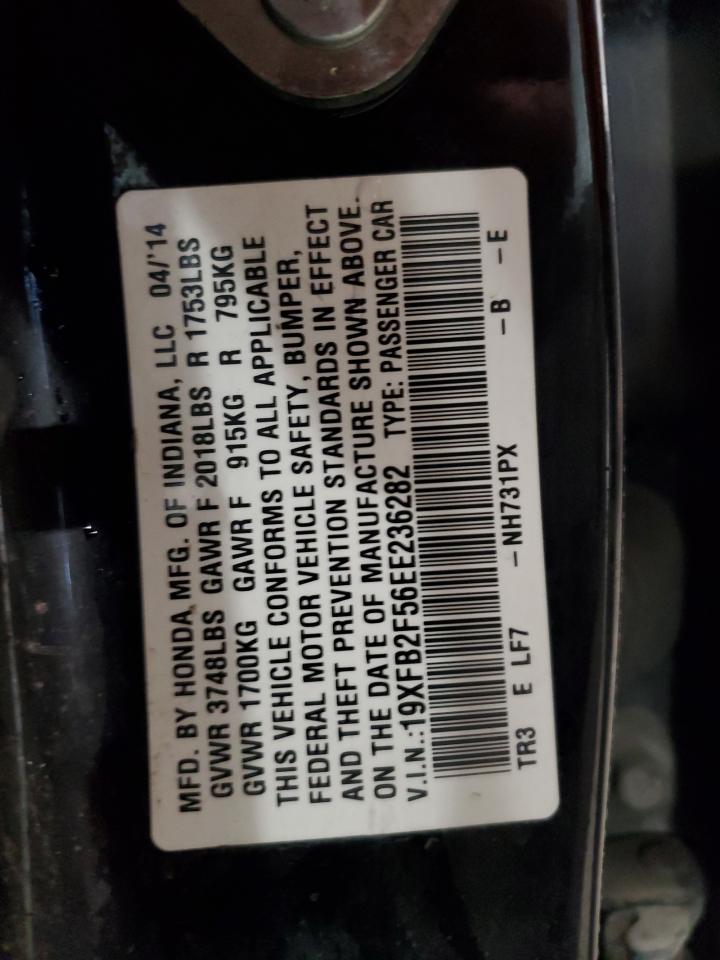 MFD. BY HONDA MFG. OF INDIANA, LLC 04/'14
GVWR 3748LBS GAWR F 2018LBS R 1753LBS
GVWR 1700KG GAWR F 915KG R 795KG
THIS VEHICLE CONFORMS TO ALL APPLICABLE
FEDERAL MOTOR VEHICLE SAFETY, BUMPER,
AND THEFT PREVENTION STANDARDS IN EFFECT
ON THE DATE OF MANUFACTURE SHOWN ABOVE.
V.I.N.:19XFB2F56EE236282 TYPE: PASSENGER CAR
TR3 E LF7 – NH731PX – B – E